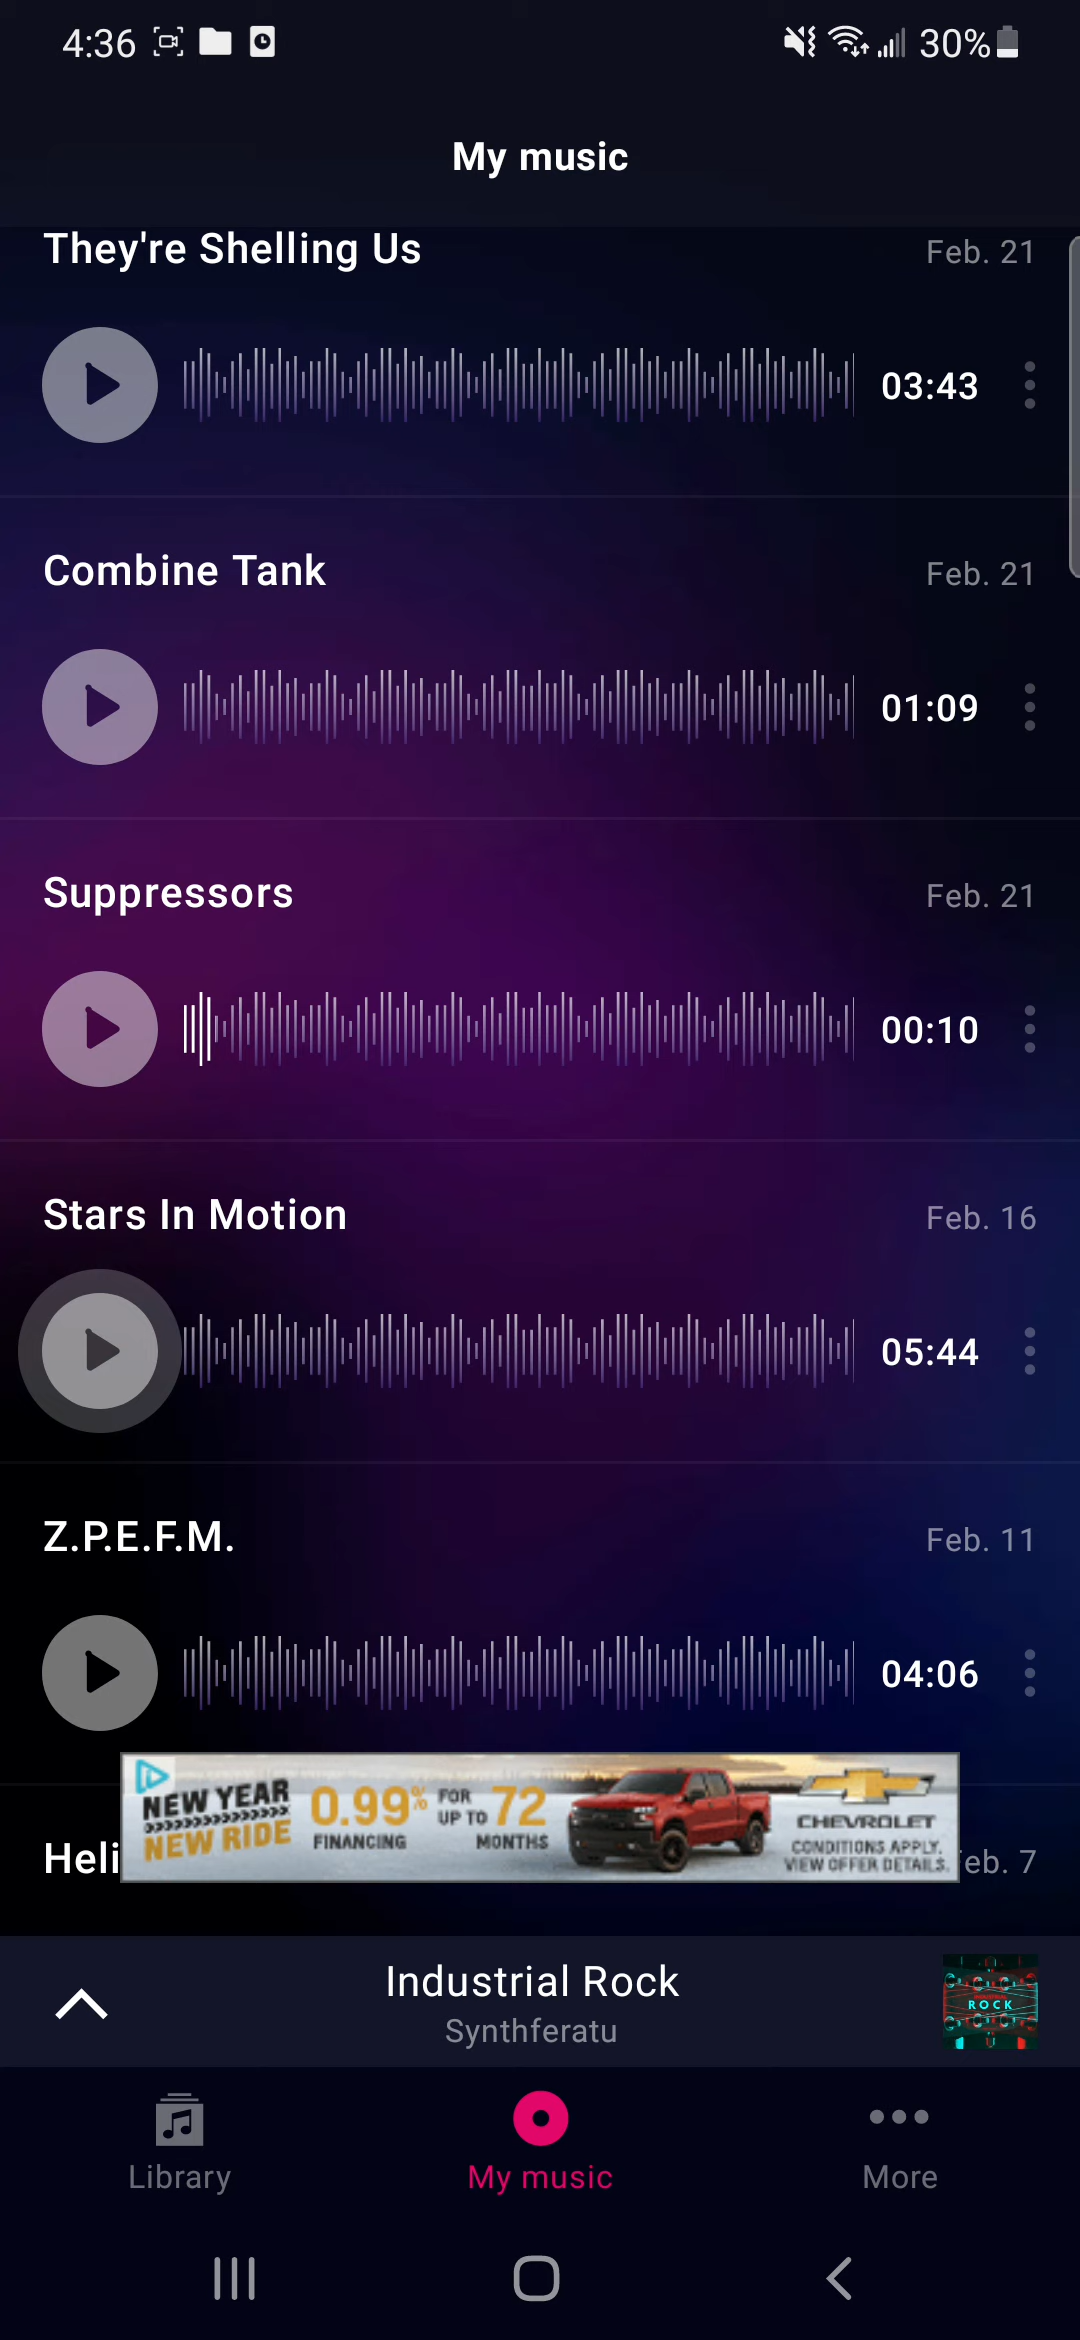 4:36
30%
My music
They're Shelling Us
Feb. 21
03:43
Combine Tank
Feb. 21
01:09
Suppressors
Feb. 21
00:10
Stars In Motion
Feb. 16
05:44
Z.P.E.F.M.
Feb. 11
04:06
NEW YEAR
NEW RIDE
0.99%
FINANCING
FOR
UP TO 72
MONTHS
CHEVROLET
CONDITIONS APPLY.
VIEW OFFER DETAILS.
Heli
eb. 7
Industrial Rock
Synthferatu
ROCK
Library
My music
More